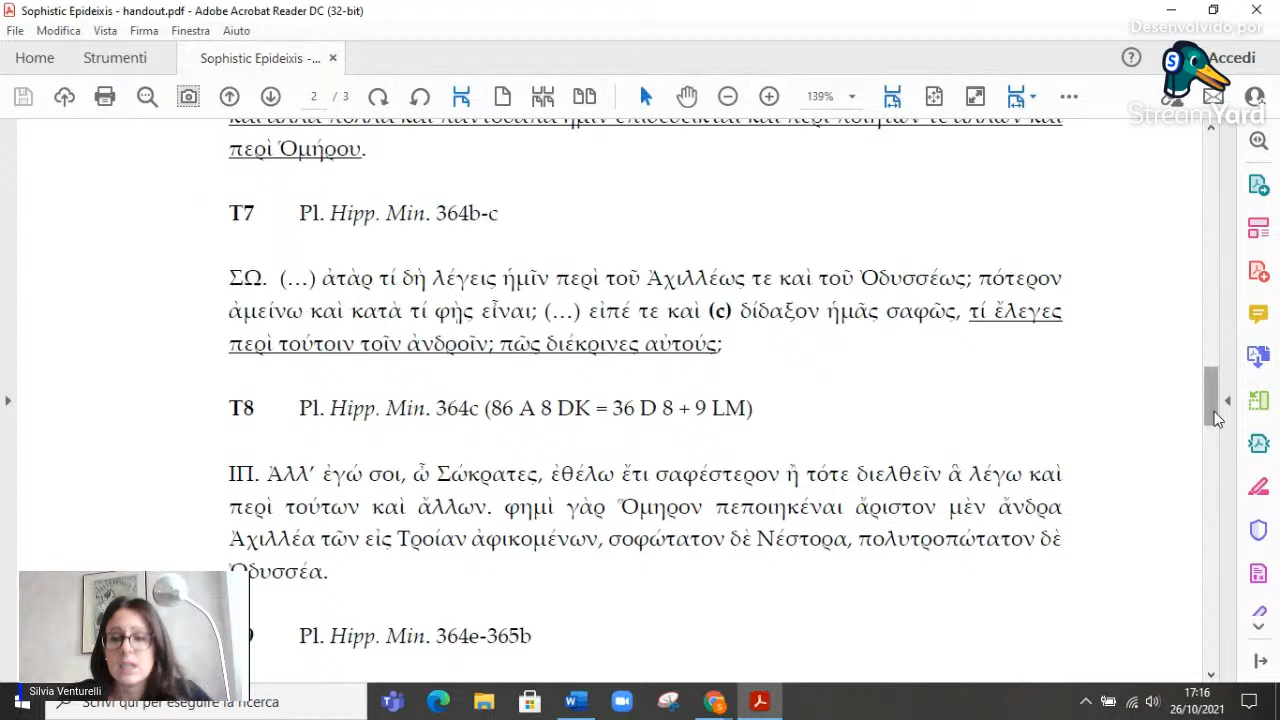 Sophistic Epideixis - handout.pdf - Adobe Acrobat Reader DC (32-bit)
File Modifica Vista Firma Finestra Aiuto
Desenvolvido por
Home Strumenti Sophistic Epideixis -... Accedi
2 / 3 139%
StreamYard
περὶ Ὁμήρου.
T7 Pl. Hipp. Min. 364b-c
ΣΩ. (…) ἀτὰρ τί δὴ λέγεις ἡμῖν περὶ τοῦ Ἀχιλλέως τε καὶ τοῦ Ὀδυσσέως; πότερον
ἀμείνω καὶ κατὰ τί φῂς εἶναι; (…) εἰπέ τε καὶ (c) δίδαξον ἡμᾶς σαφῶς, τί ἔλεγες
περὶ τούτοιν τοῖν ἀνδροῖν; πῶς διέκρινες αὐτούς;
T8 Pl. Hipp. Min. 364c (86 A 8 DK = 36 D 8 + 9 LM)
ΙΠ. Ἀλλ’ ἐγώ σοι, ὦ Σώκρατες, ἐθέλω ἔτι σαφέστερον ἢ τότε διελθεῖν ἃ λέγω καὶ
περὶ τούτων καὶ ἄλλων. φημὶ γὰρ Ὅμηρον πεποιηκέναι ἄριστον μὲν ἄνδρα
Ἀχιλλέα τῶν εἰς Τροίαν ἀφικομένων, σοφώτατον δὲ Νέστορα, πολυτροπώτατον δὲ
Ὀδυσσέα.
Pl. Hipp. Min. 364e-365b
Silvia Venturelli
Scrivi qui per eseguire la ricerca
17:16
26/10/2021